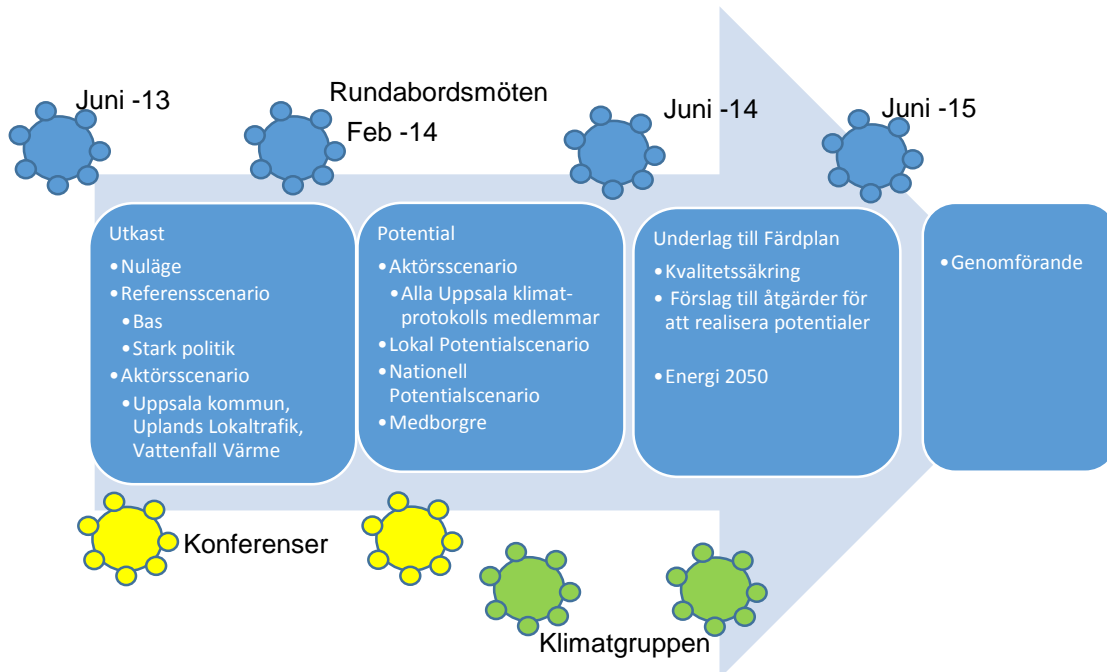 Juni -13
Rundabordsmöten
Feb -14
Juni -14
Juni -15
Utkast
•Nuläge
•Referensscenario
•Bas
•Stark politik
•Aktörsscenario
•Uppsala kommun,
Uplands Lokaltrafik,
Vattenfall Värme
Potential
•Aktörsscenario
•Alla Uppsala klimat-
protokolls medlemmar
•Lokal Potentialscenario
•Nationell
Potentialscenario
•Medborgre
Underlag till Färdplan
•Kvalitetssäkring
• Förslag till åtgärder för
att realisera potentialer
•Energi 2050
•Genomförande
Konferenser
Klimatgruppen